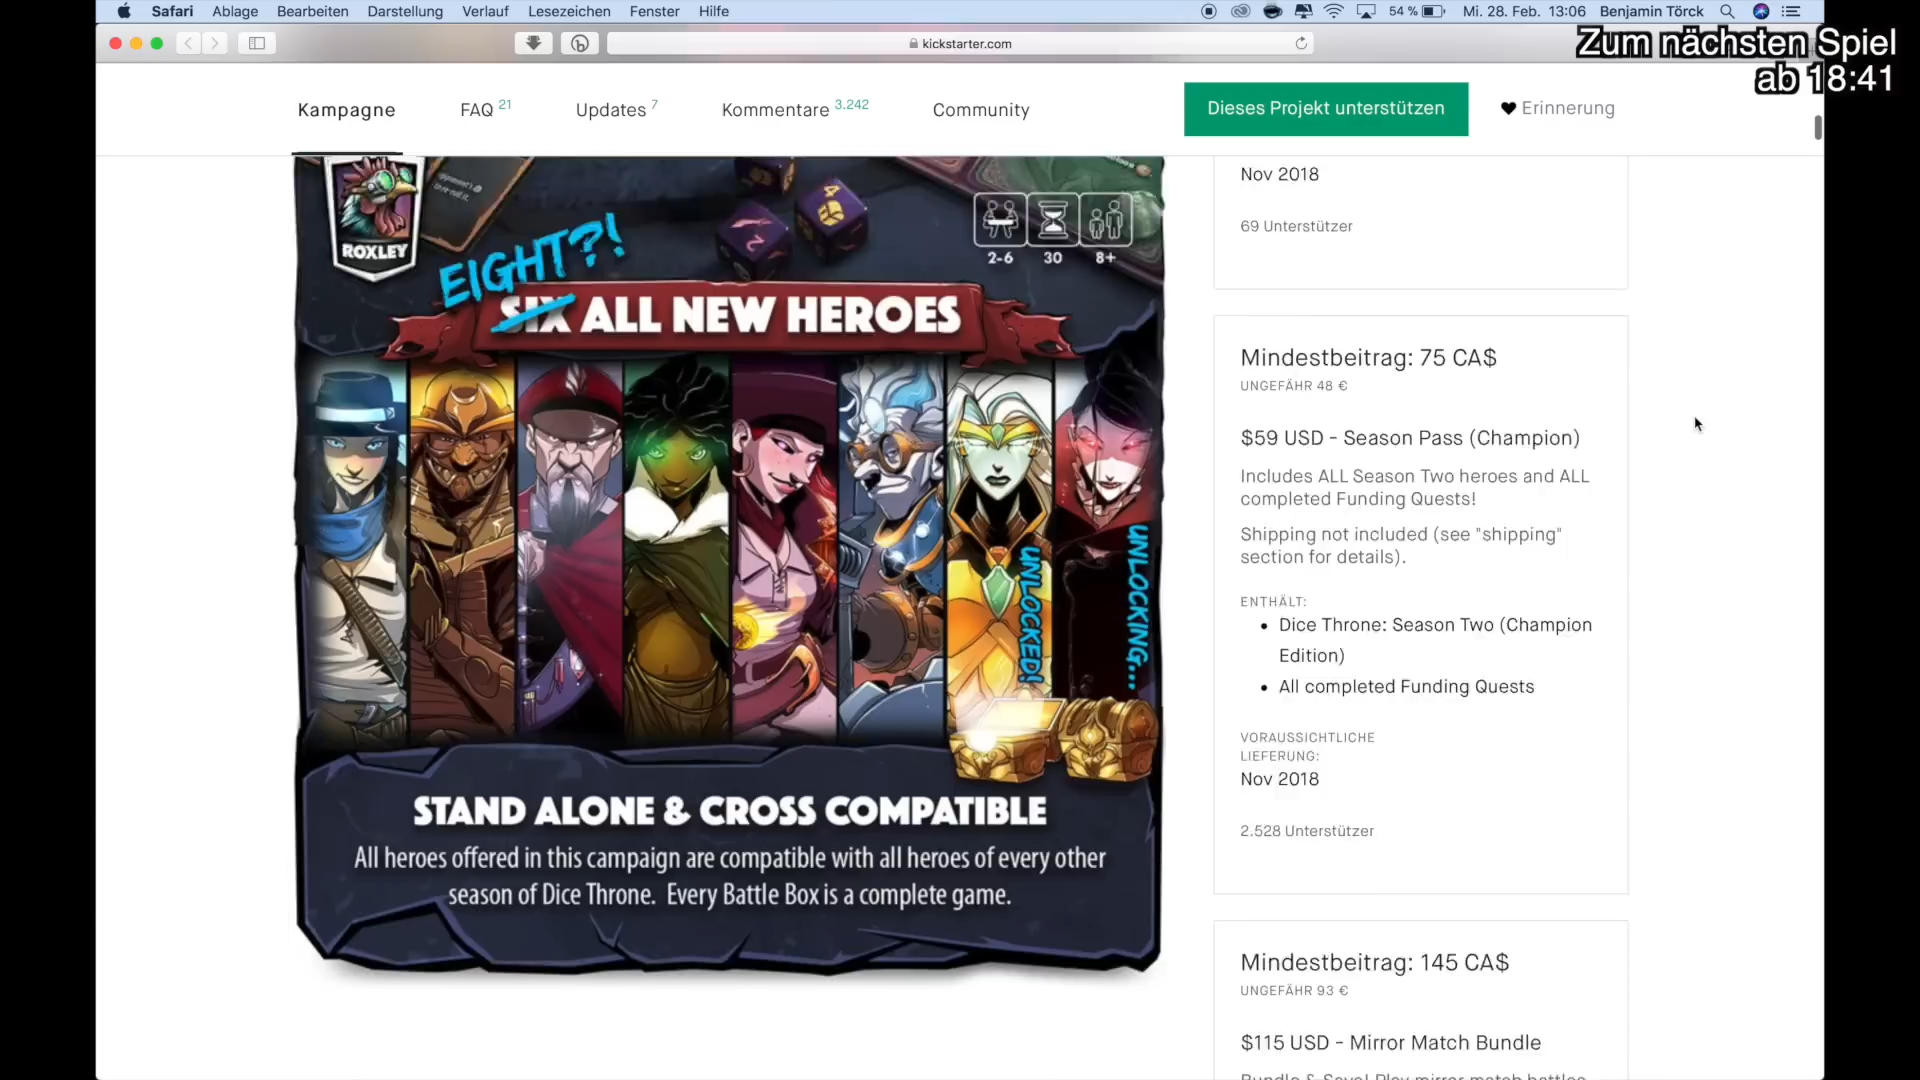 Safari Ablage Bearbeiten Darstellung Verlauf Lesezeichen Fenster Hilfe 54 % Mi. 28. Feb. 13:06 Benjamin Törck
kickstarter.com
Zum nächsten Spiel
ab 18:41
Kampagne FAQ 21 Updates 7 Kommentare 3.242 Community Dieses Projekt unterstützen Erinnerung
ROXLEY
2-6 30 8+
EIGHT?!
SIX ALL NEW HEROES
UNLOCKED!
UNLOCKING...
STAND ALONE & CROSS COMPATIBLE
All heroes offered in this campaign are compatible with all heroes of every other
season of Dice Throne. Every Battle Box is a complete game.
Nov 2018
69 Unterstützer
Mindestbeitrag: 75 CA$
UNGEFÄHR 48 €
$59 USD - Season Pass (Champion)
Includes ALL Season Two heroes and ALL
completed Funding Quests!
Shipping not included (see "shipping"
section for details).
ENTHÄLT:
• Dice Throne: Season Two (Champion
Edition)
• All completed Funding Quests
VORAUSSICHTLICHE
LIEFERUNG:
Nov 2018
2.528 Unterstützer
Mindestbeitrag: 145 CA$
UNGEFÄHR 93 €
$115 USD - Mirror Match Bundle
Bundle & Save! Play mirror match battles